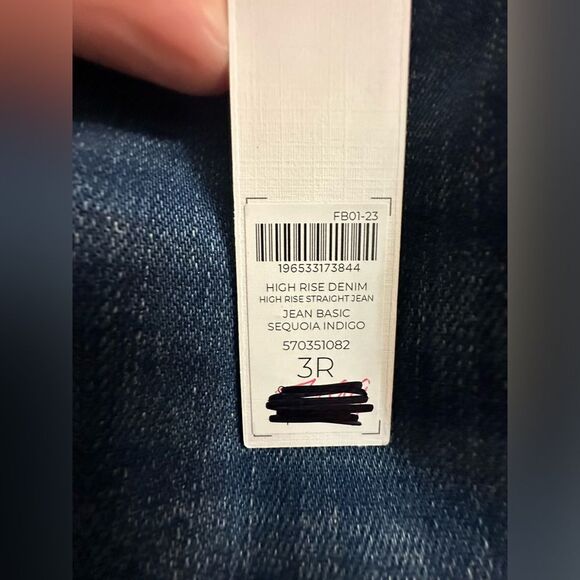 FB01-23
196533173844
HIGH RISE DENIM
HIGH RISE STRAIGHT JEAN
JEAN BASIC
SEQUOIA INDIGO
570351082
3R